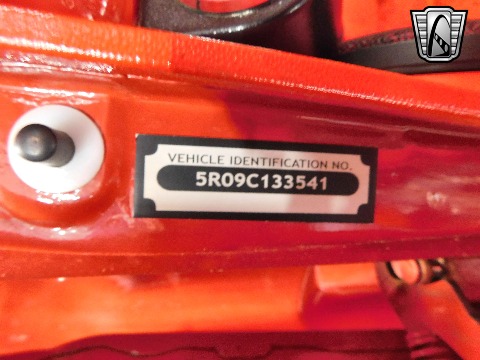 VEHICLE IDENTIFICATION NO.
5R09C133541